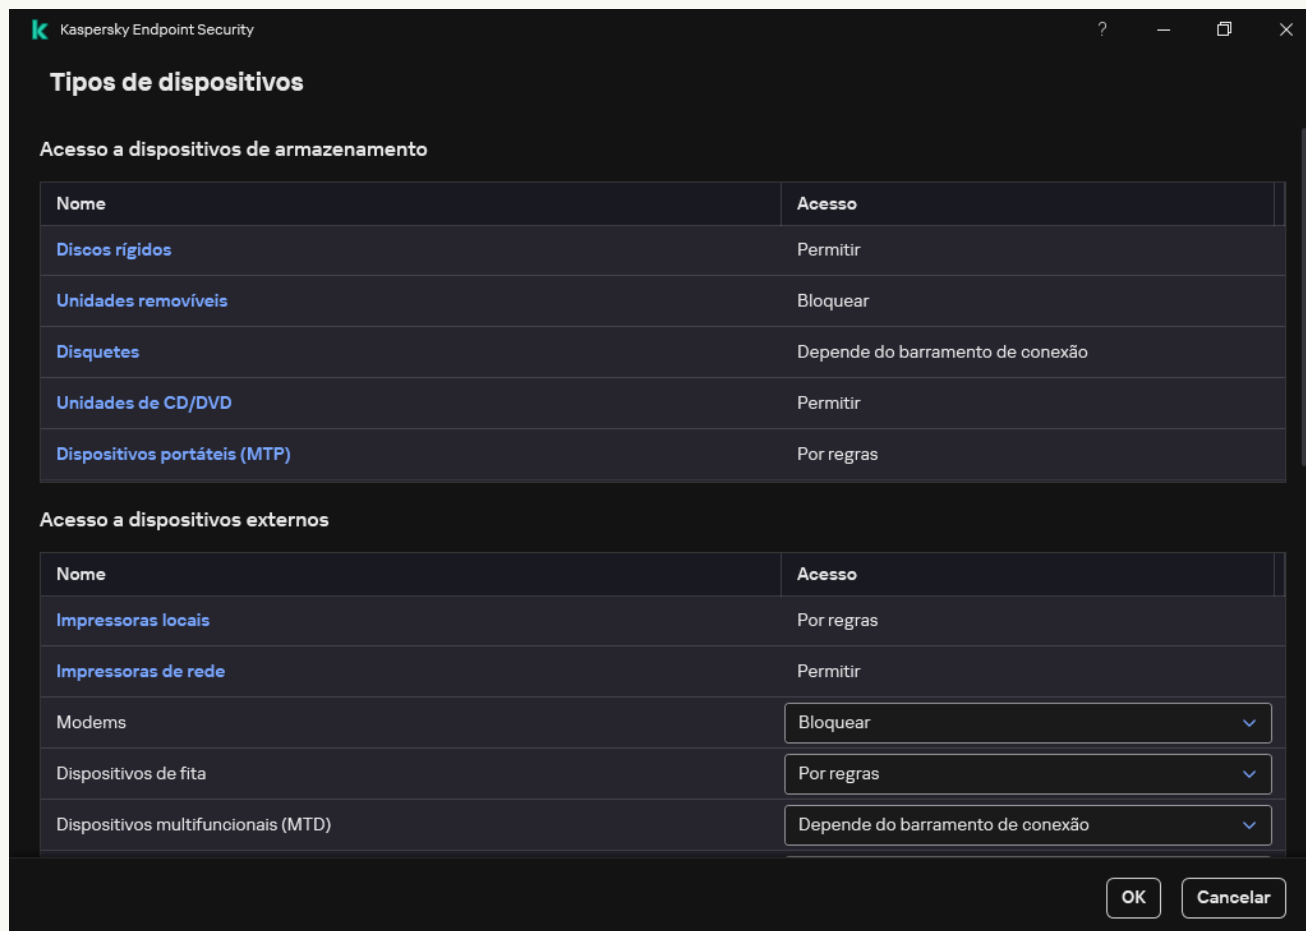 Kaspersky Endpoint Security
Tipos de dispositivos
Acesso a dispositivos de armazenamento
Nome Acesso
Discos rígidos Permitir
Unidades removíveis Bloquear
Disquetes Depende do barramento de conexão
Unidades de CD/DVD Permitir
Dispositivos portáteis (MTP) Por regras
Acesso a dispositivos externos
Nome Acesso
Impressoras locais Por regras
Impressoras de rede Permitir
Modems Bloquear
Dispositivos de fita Por regras
Dispositivos multifuncionais (MTD) Depende do barramento de conexão
OK Cancelar